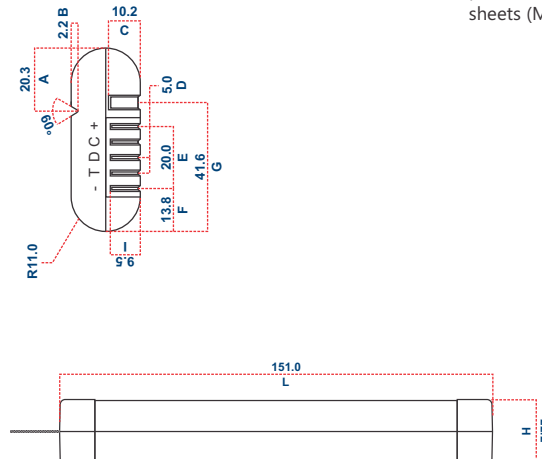 sheets (M
10.2
C
2.2 B
20.3
A
60°
5.0
D
- T D C +
20.0
E
41.6
G
13.8
F
I
9.5
R11.0
151.0
L
H